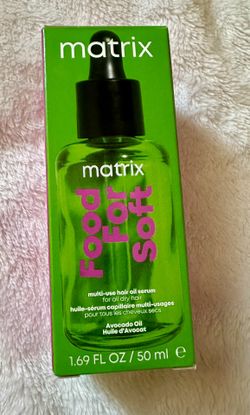 matrix
matrix
Food
For
Soft
multi-use hair oil serum
for all dry hair
huile-sérum capillaire multi-usages
pour tous les cheveux secs
Avocado Oil
Huile d'Avocat
1.69 FL OZ / 50 ml ℮